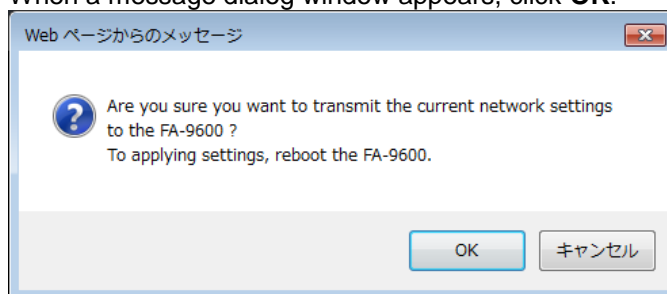 When a message dialog window appears, click OK.
Web ページからのメッセージ
Are you sure you want to transmit the current network settings
to the FA-9600 ?
To applying settings, reboot the FA-9600.
OK
キャンセル